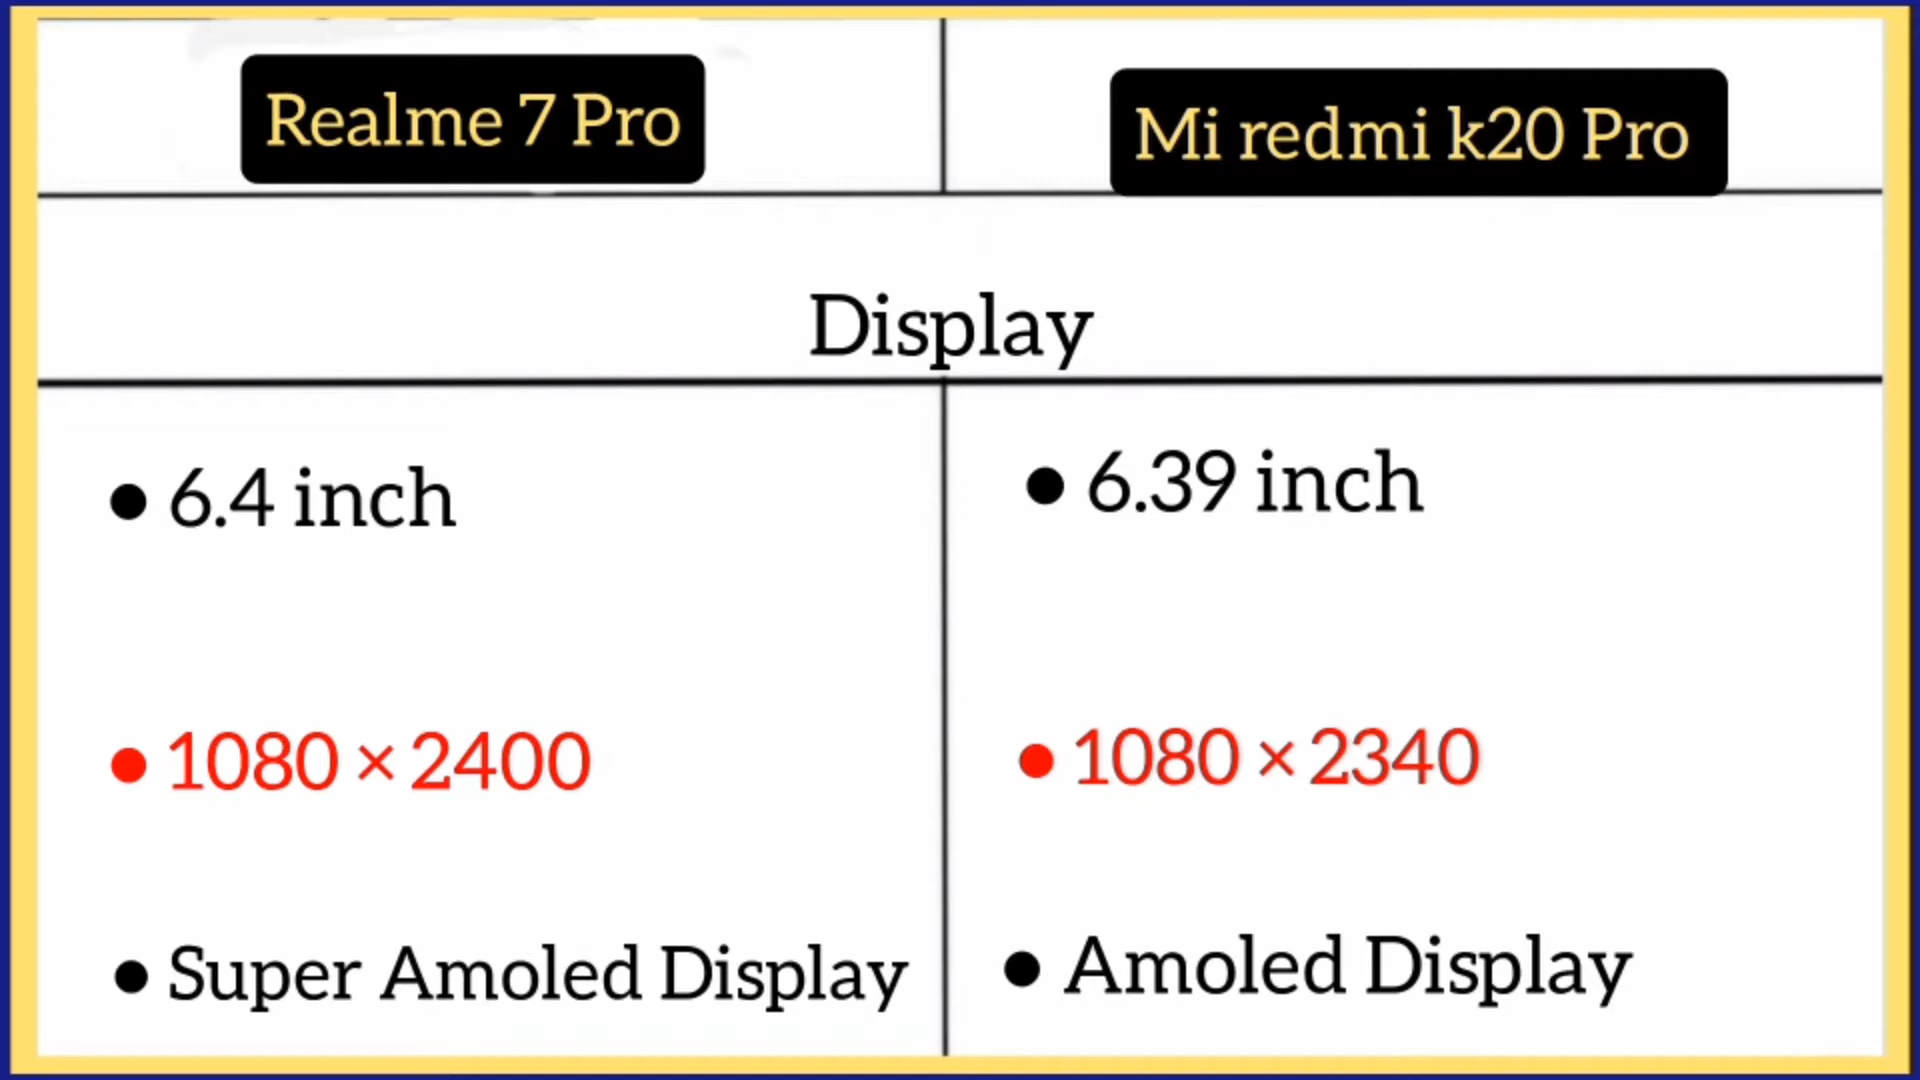 Realme 7 Pro
Mi redmi k20 Pro
Display
● 6.4 inch
● 6.39 inch
● 1080 × 2400
● 1080 × 2340
● Super Amoled Display
● Amoled Display